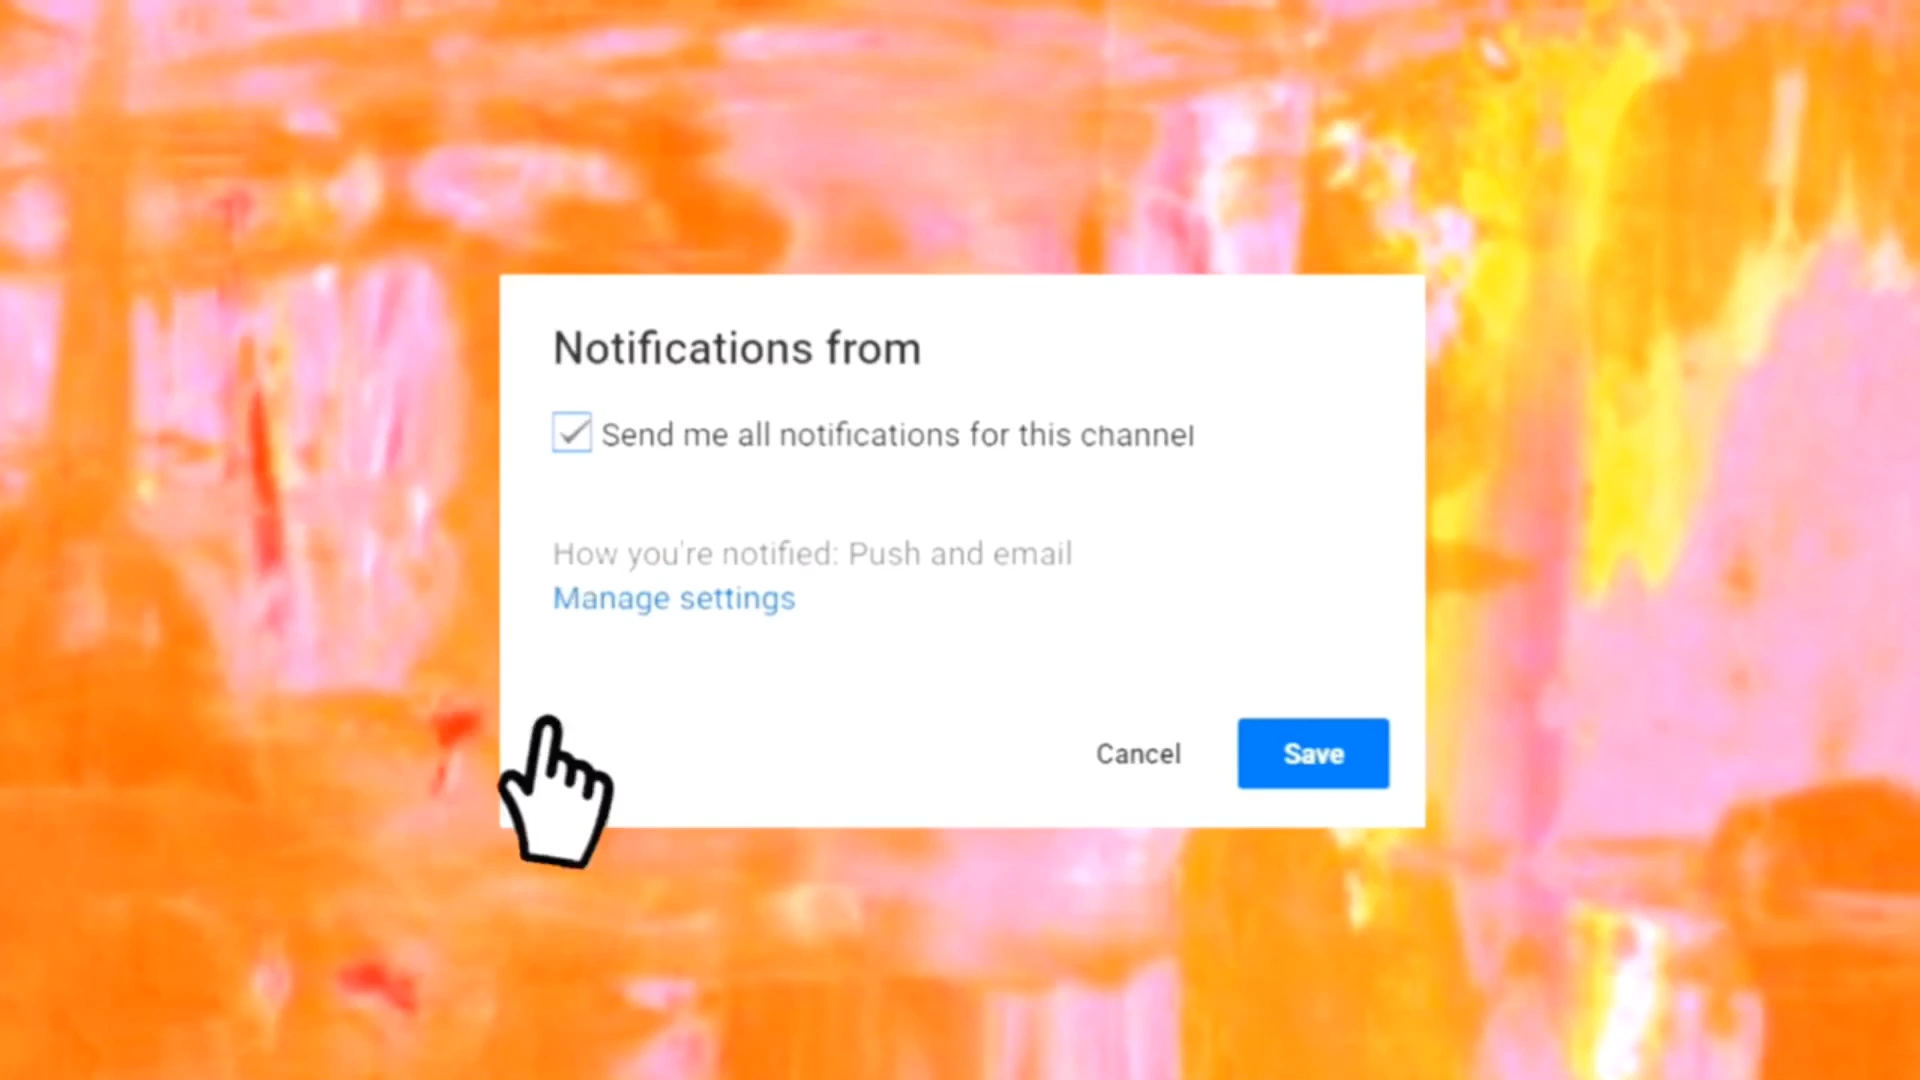 Notifications from
Send me all notifications for this channel
How you're notified: Push and email
Manage settings
Cancel
Save